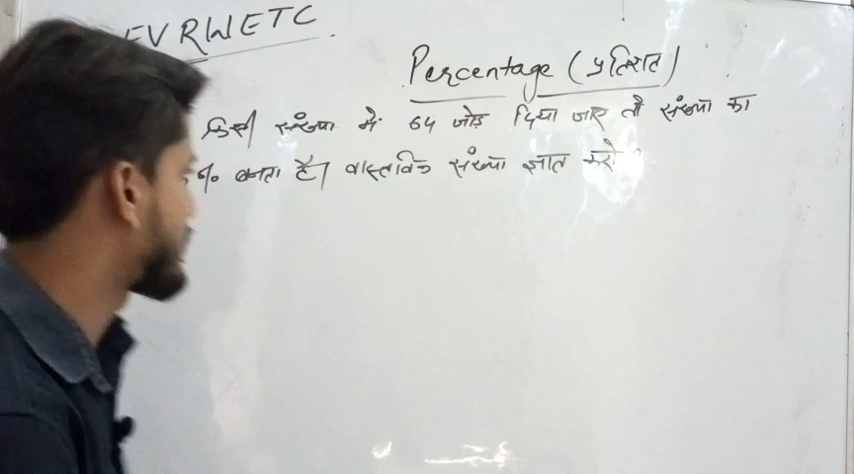 EVRWETC
Percentage (प्रतिशत)
किसी संख्या में 64 जोड़ दिया जाए तो संख्या का
% बनता है। वास्तविक संख्या ज्ञात करो